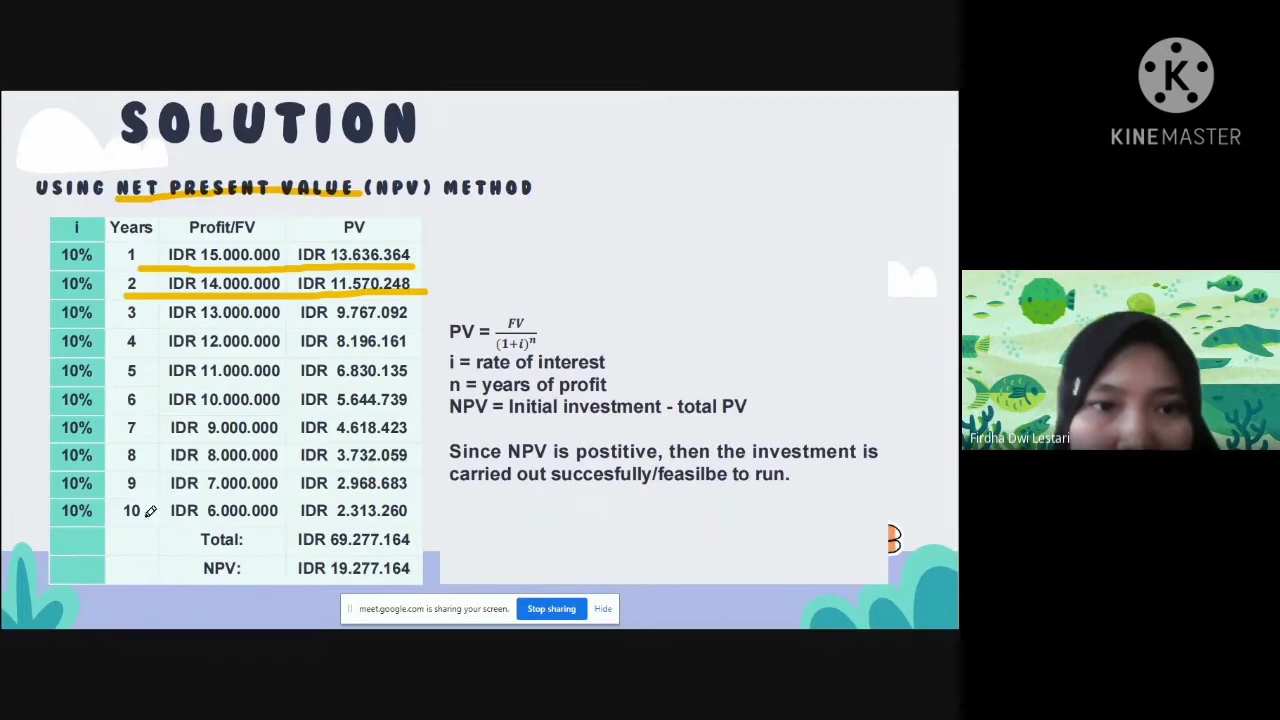 SOLUTION
USING NET PRESENT VALUE (NPV) METHOD
i Years Profit/FV PV
10% 1 IDR 15.000.000 IDR 13.636.364
10% 2 IDR 14.000.000 IDR 11.570.248
10% 3 IDR 13.000.000 IDR 9.767.092
10% 4 IDR 12.000.000 IDR 8.196.161
10% 5 IDR 11.000.000 IDR 6.830.135
10% 6 IDR 10.000.000 IDR 5.644.739
10% 7 IDR 9.000.000 IDR 4.618.423
10% 8 IDR 8.000.000 IDR 3.732.059
10% 9 IDR 7.000.000 IDR 2.968.683
10% 10 IDR 6.000.000 IDR 2.313.260
Total: IDR 69.277.164
NPV: IDR 19.277.164
PV = FV/(1+i)^n
i = rate of interest
n = years of profit
NPV = Initial investment - total PV
Since NPV is postitive, then the investment is
carried out succesfully/feasilbe to run.
meet.google.com is sharing your screen. Stop sharing Hide
K
KINEMASTER
Firdha Dwi Lestari